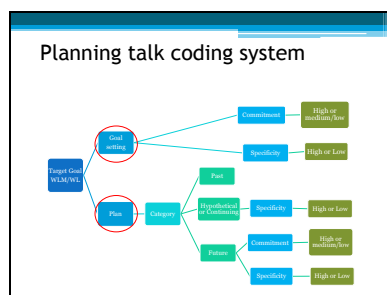 Planning talk coding system
Commitment
High or
medium/low
Goal
setting
Specificity
High or Low
Target Goal
WLM/WL
Past
Plan
Category
Hypothetical
or Continuing
Specificity
High or Low
Future
Commitment
High or
medium/low
Specificity
High or Low